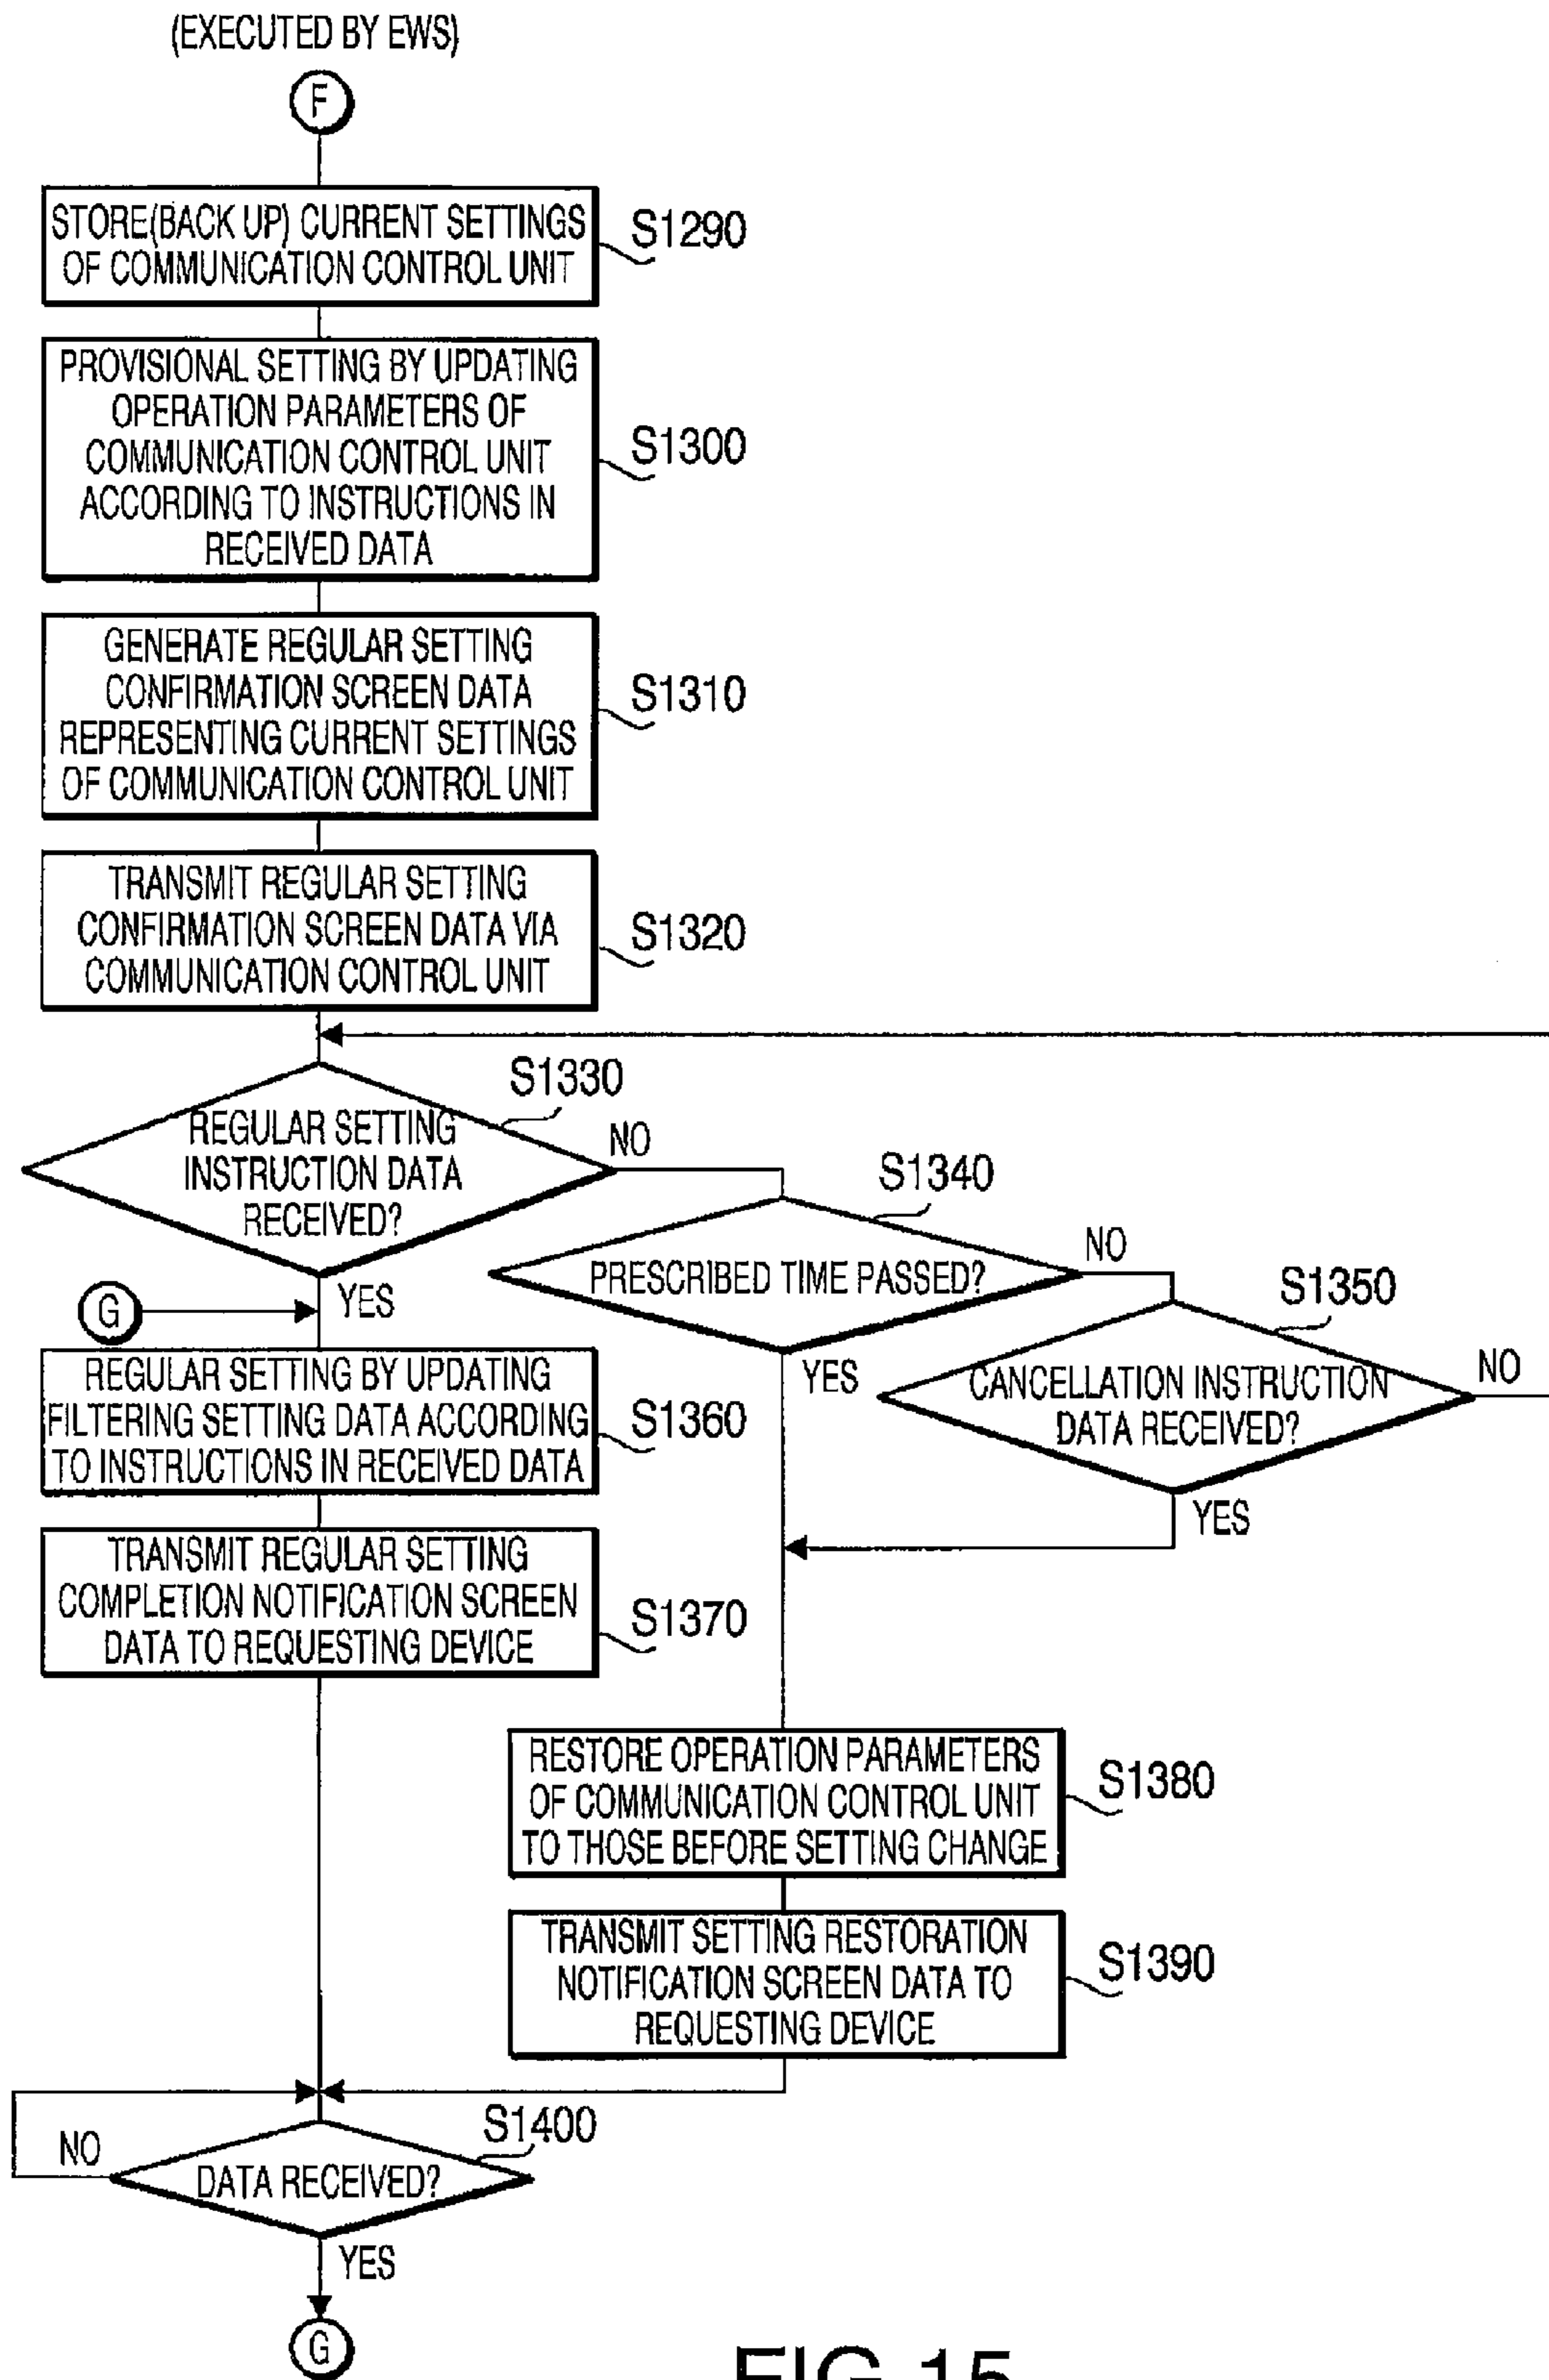 (EXECUTED BY EWS)
F
STORE(BACK UP) CURRENT SETTINGS
OF COMMUNICATION CONTROL UNIT
S1290
PROVISIONAL SETTING BY UPDATING
OPERATION PARAMETERS OF
COMMUNICATION CONTROL UNIT
ACCORDING TO INSTRUCTIONS IN
RECEIVED DATA
S1300
GENERATE REGULAR SETTING
CONFIRMATION SCREEN DATA
REPRESENTING CURRENT SETTINGS
OF COMMUNICATION CONTROL UNIT
S1310
TRANSMIT REGULAR SETTING
CONFIRMATION SCREEN DATA VIA
COMMUNICATION CONTROL UNIT
S1320
S1330
REGULAR SETTING
INSTRUCTION DATA
RECEIVED?
NO
YES
S1340
PRESCRIBED TIME PASSED?
NO
YES
S1350
CANCELLATION INSTRUCTION
DATA RECEIVED?
NO
YES
G
REGULAR SETTING BY UPDATING
FILTERING SETTING DATA ACCORDING
TO INSTRUCTIONS IN RECEIVED DATA
S1360
TRANSMIT REGULAR SETTING
COMPLETION NOTIFICATION SCREEN
DATA TO REQUESTING DEVICE
S1370
RESTORE OPERATION PARAMETERS
OF COMMUNICATION CONTROL UNIT
TO THOSE BEFORE SETTING CHANGE
S1380
TRANSMIT SETTING RESTORATION
NOTIFICATION SCREEN DATA TO
REQUESTING DEVICE
S1390
S1400
DATA RECEIVED?
NO
YES
G
FIG.15